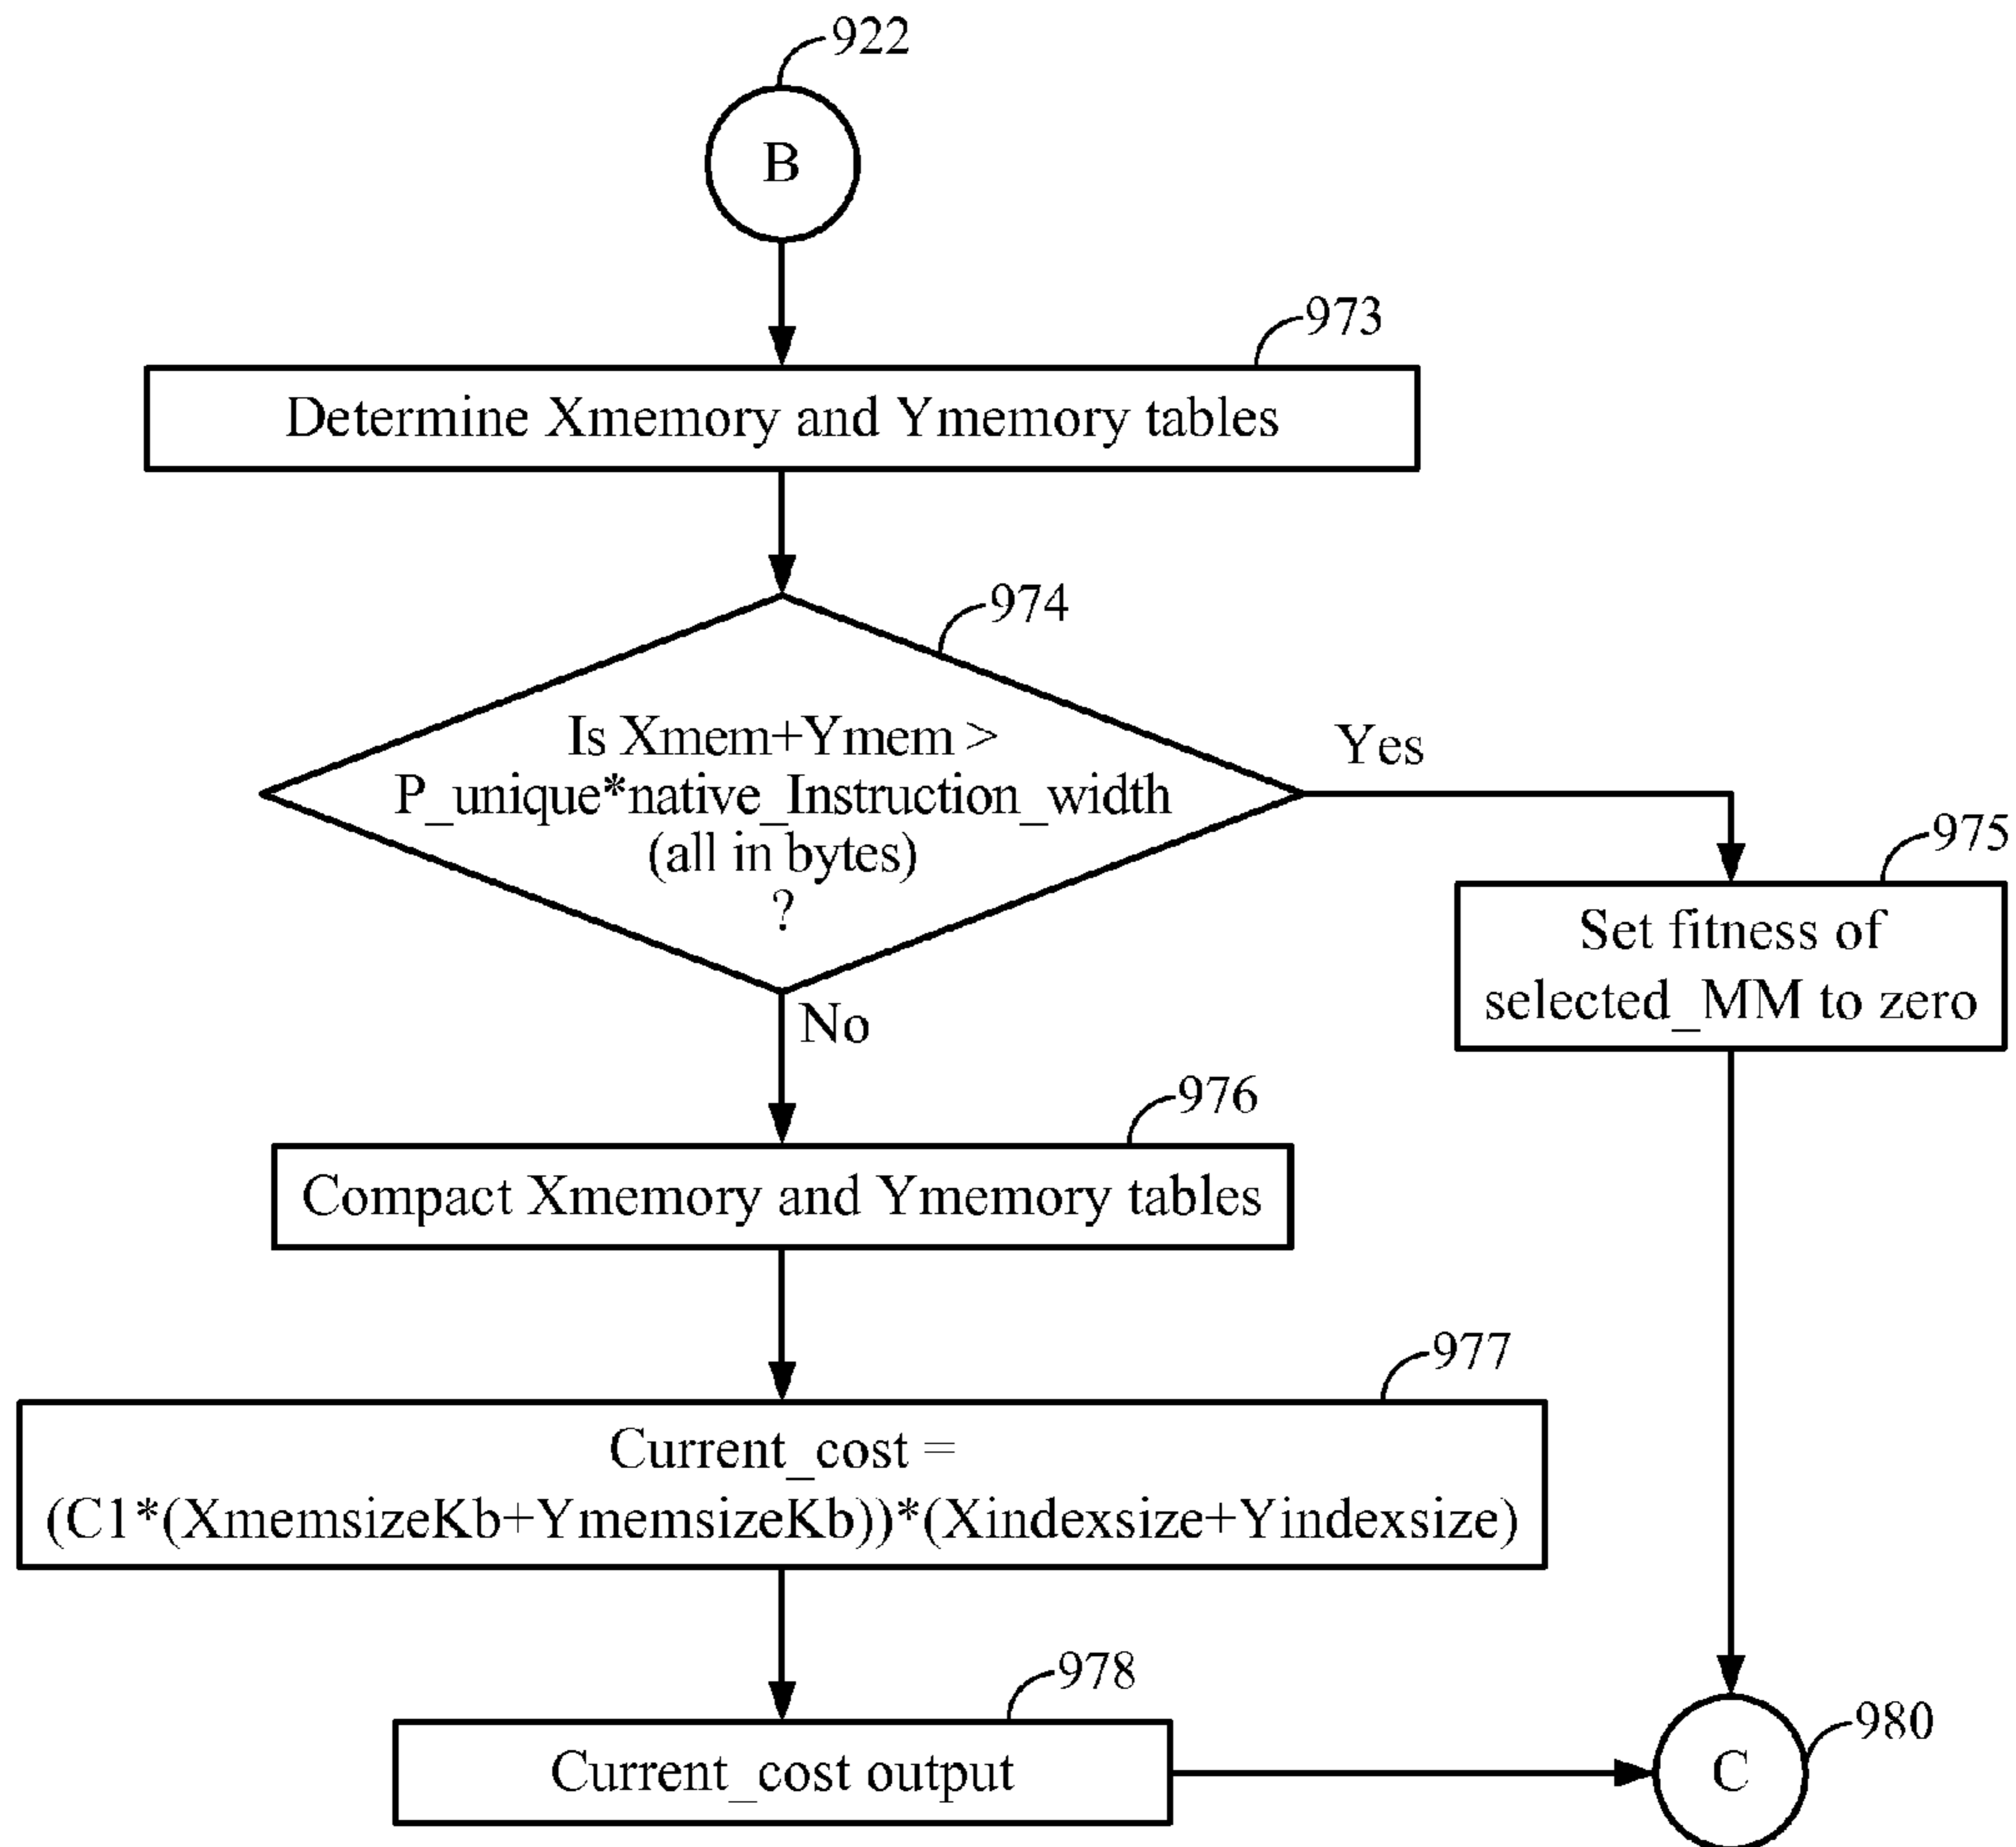 922
B
973
Determine Xmemory and Ymemory tables
974
Is Xmem+Ymem >
P_unique*native_Instruction_width
(all in bytes)
?
Yes
975
Set fitness of
selected_MM to zero
No
976
Compact Xmemory and Ymemory tables
977
Current_cost =
(C1*(XmemsizeKb+YmemsizeKb))*(Xindexsize+Yindexsize)
978
Current_cost output
980
C